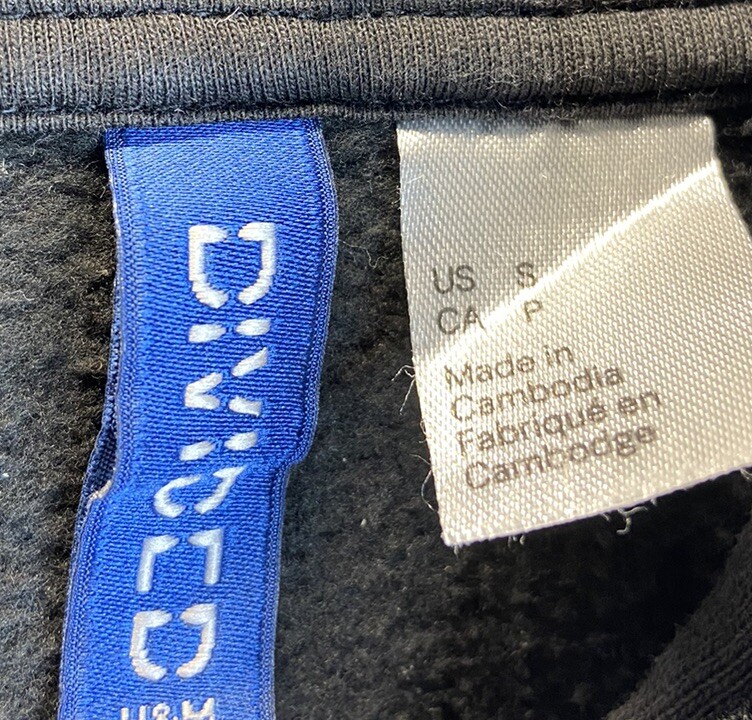 DIVIDED
H&M
US S
CA P
Made in
Cambodia
Fabriqué en
Cambodge